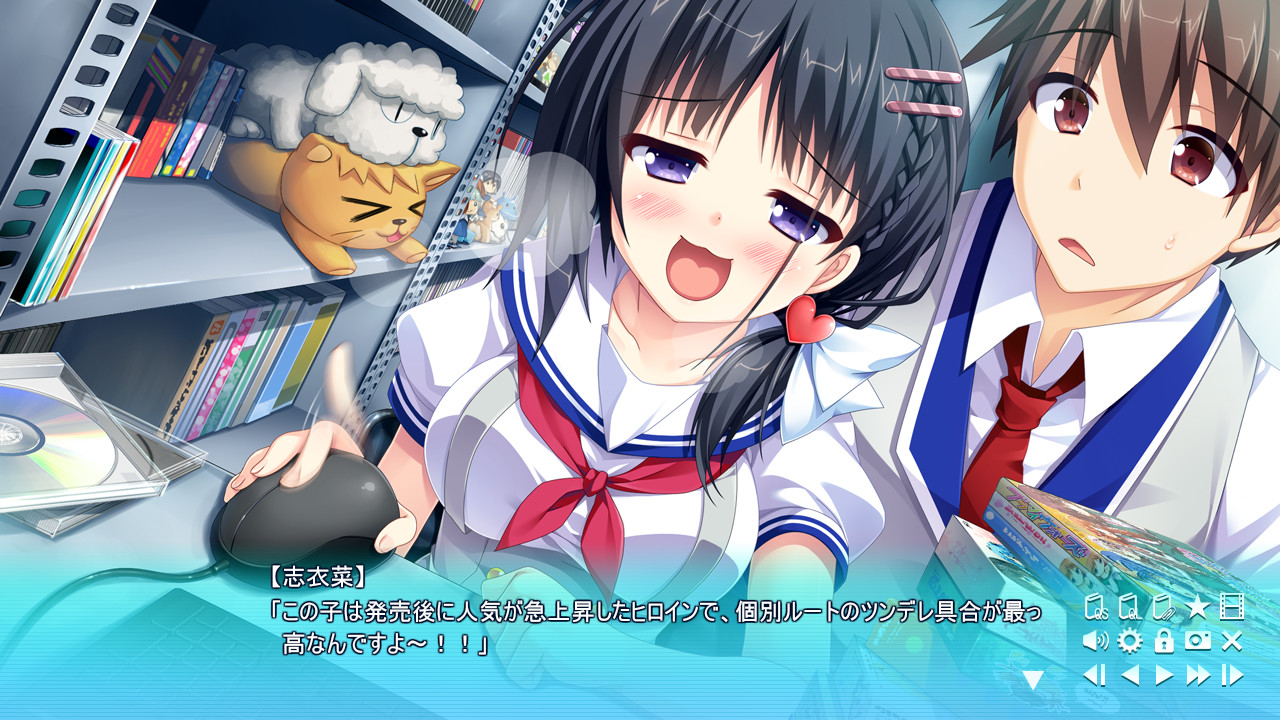 【志衣菜】
「この子は発売後に人気が急上昇したヒロインで、個別ルートのツンデレ具合が最っ
高なんですよ～！！」